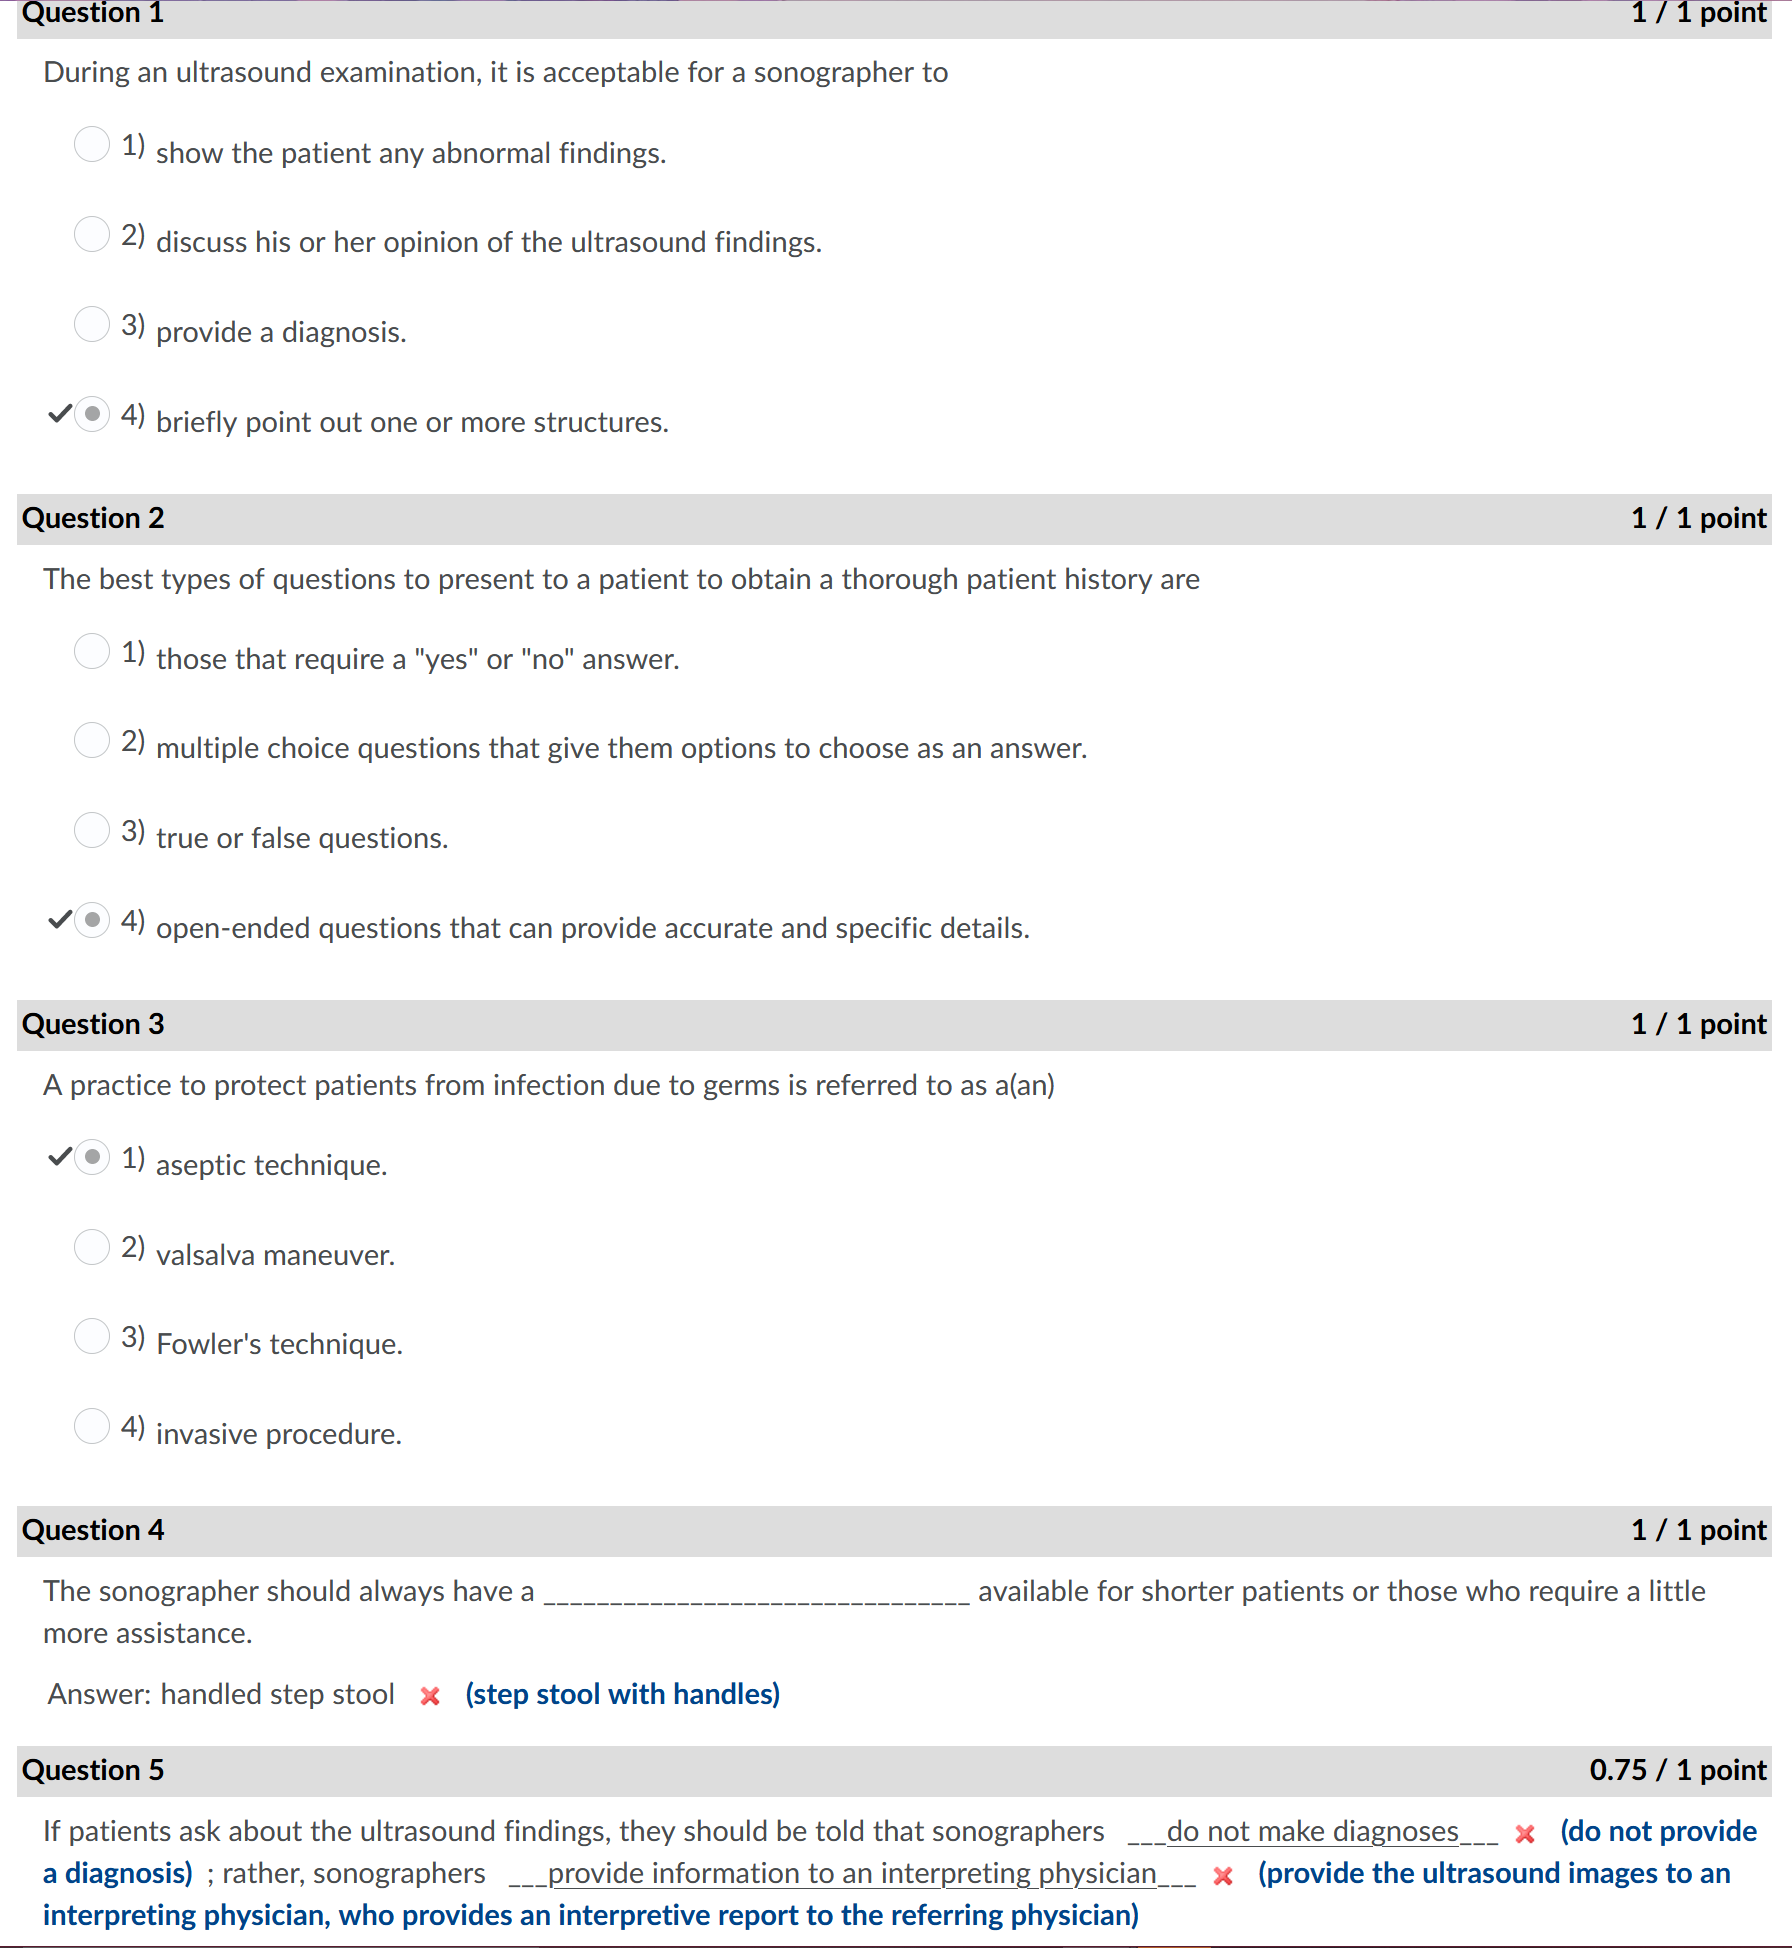 Question 1 1 / 1 point
During an ultrasound examination, it is acceptable for a sonographer to
1) show the patient any abnormal findings.
2) discuss his or her opinion of the ultrasound findings.
3) provide a diagnosis.
4) briefly point out one or more structures.
Question 2 1 / 1 point
The best types of questions to present to a patient to obtain a thorough patient history are
1) those that require a "yes" or "no" answer.
2) multiple choice questions that give them options to choose as an answer.
3) true or false questions.
4) open-ended questions that can provide accurate and specific details.
Question 3 1 / 1 point
A practice to protect patients from infection due to germs is referred to as a(an)
1) aseptic technique.
2) valsalva maneuver.
3) Fowler's technique.
4) invasive procedure.
Question 4 1 / 1 point
The sonographer should always have a ________________________________ available for shorter patients or those who require a little
more assistance.
Answer: handled step stool (step stool with handles)
Question 5 0.75 / 1 point
If patients ask about the ultrasound findings, they should be told that sonographers ___do not make diagnoses___ (do not provide
a diagnosis) ; rather, sonographers ___provide information to an interpreting physician___ (provide the ultrasound images to an
interpreting physician, who provides an interpretive report to the referring physician)